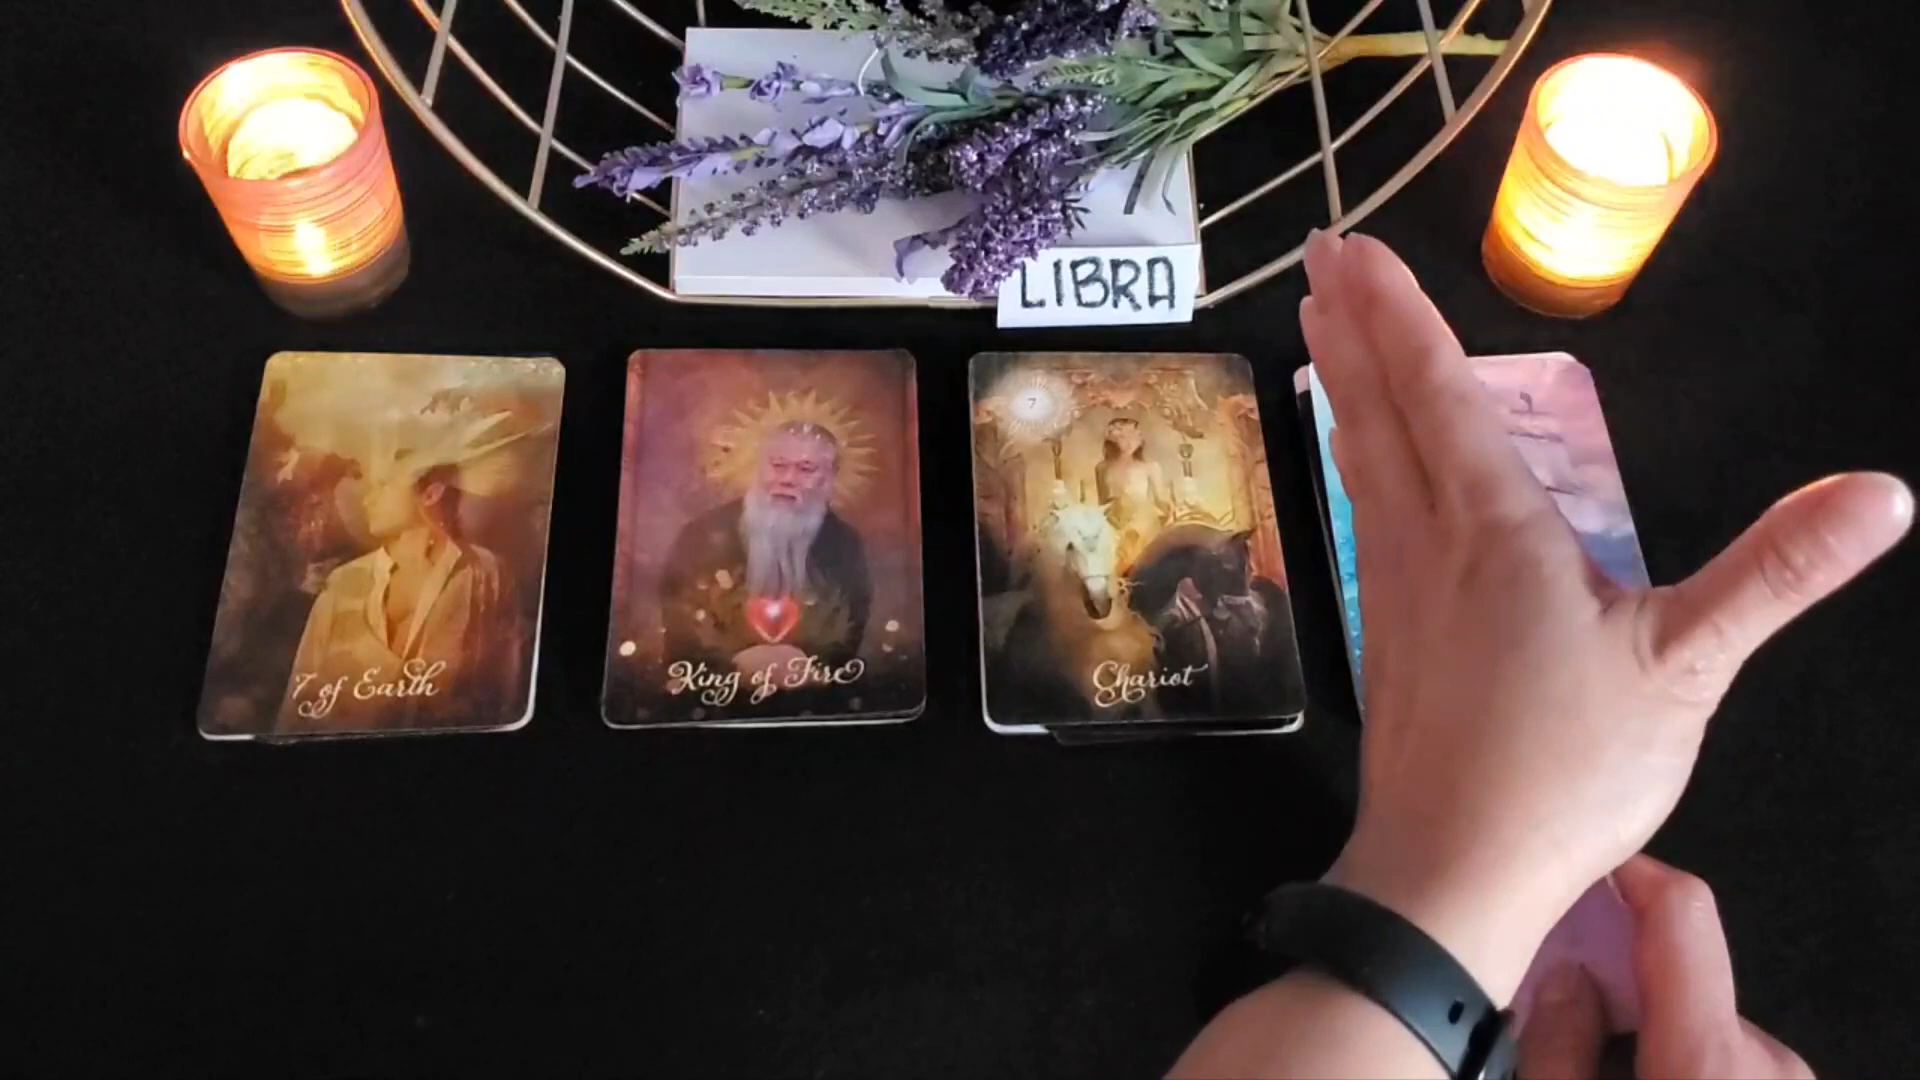 LIBRA
7
7 of Earth
King of Fire
Chariot